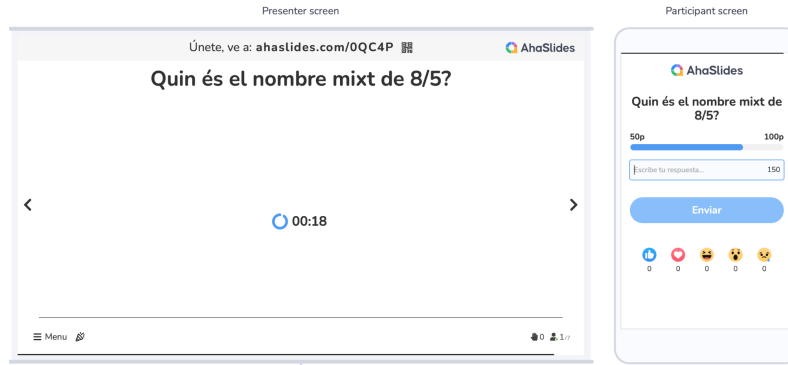 Presenter screen
Únete, ve a: ahaslides.com/0QC4P
AhaSlides
Quin és el nombre mixt de 8/5?
00:18
Menu
0 1/7
Participant screen
AhaSlides
Quin és el nombre mixt de
8/5?
50p 100p
Escribe tu respuesta... 150
Enviar
0 0 0 0 0